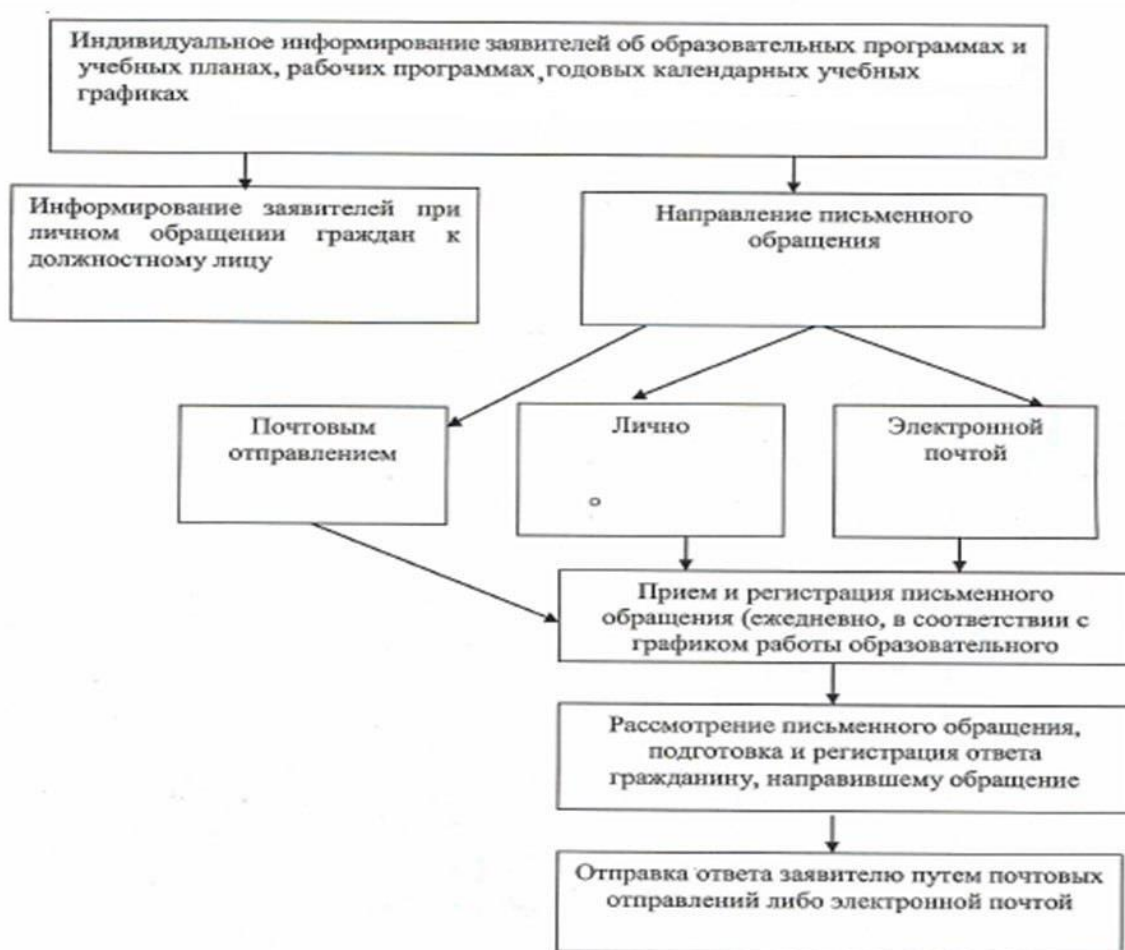 Индивидуальное информирование заявителей об образовательных программах и
учебных планах, рабочих программах,годовых календарных учебных
графиках
Информирование заявителей при
личном обращении граждан к
должностному лицу
Направление письменного
обращения
Почтовым
отправлением
Лично
Электронной
почтой
Прием и регистрация письменного
обращения (ежедневно, в соответствии с
графиком работы образовательного
Рассмотрение письменного обращения,
подготовка и регистрация ответа
гражданину, направившему обращение
Отправка ответа заявителю путем почтовых
отправлений либо электронной почтой